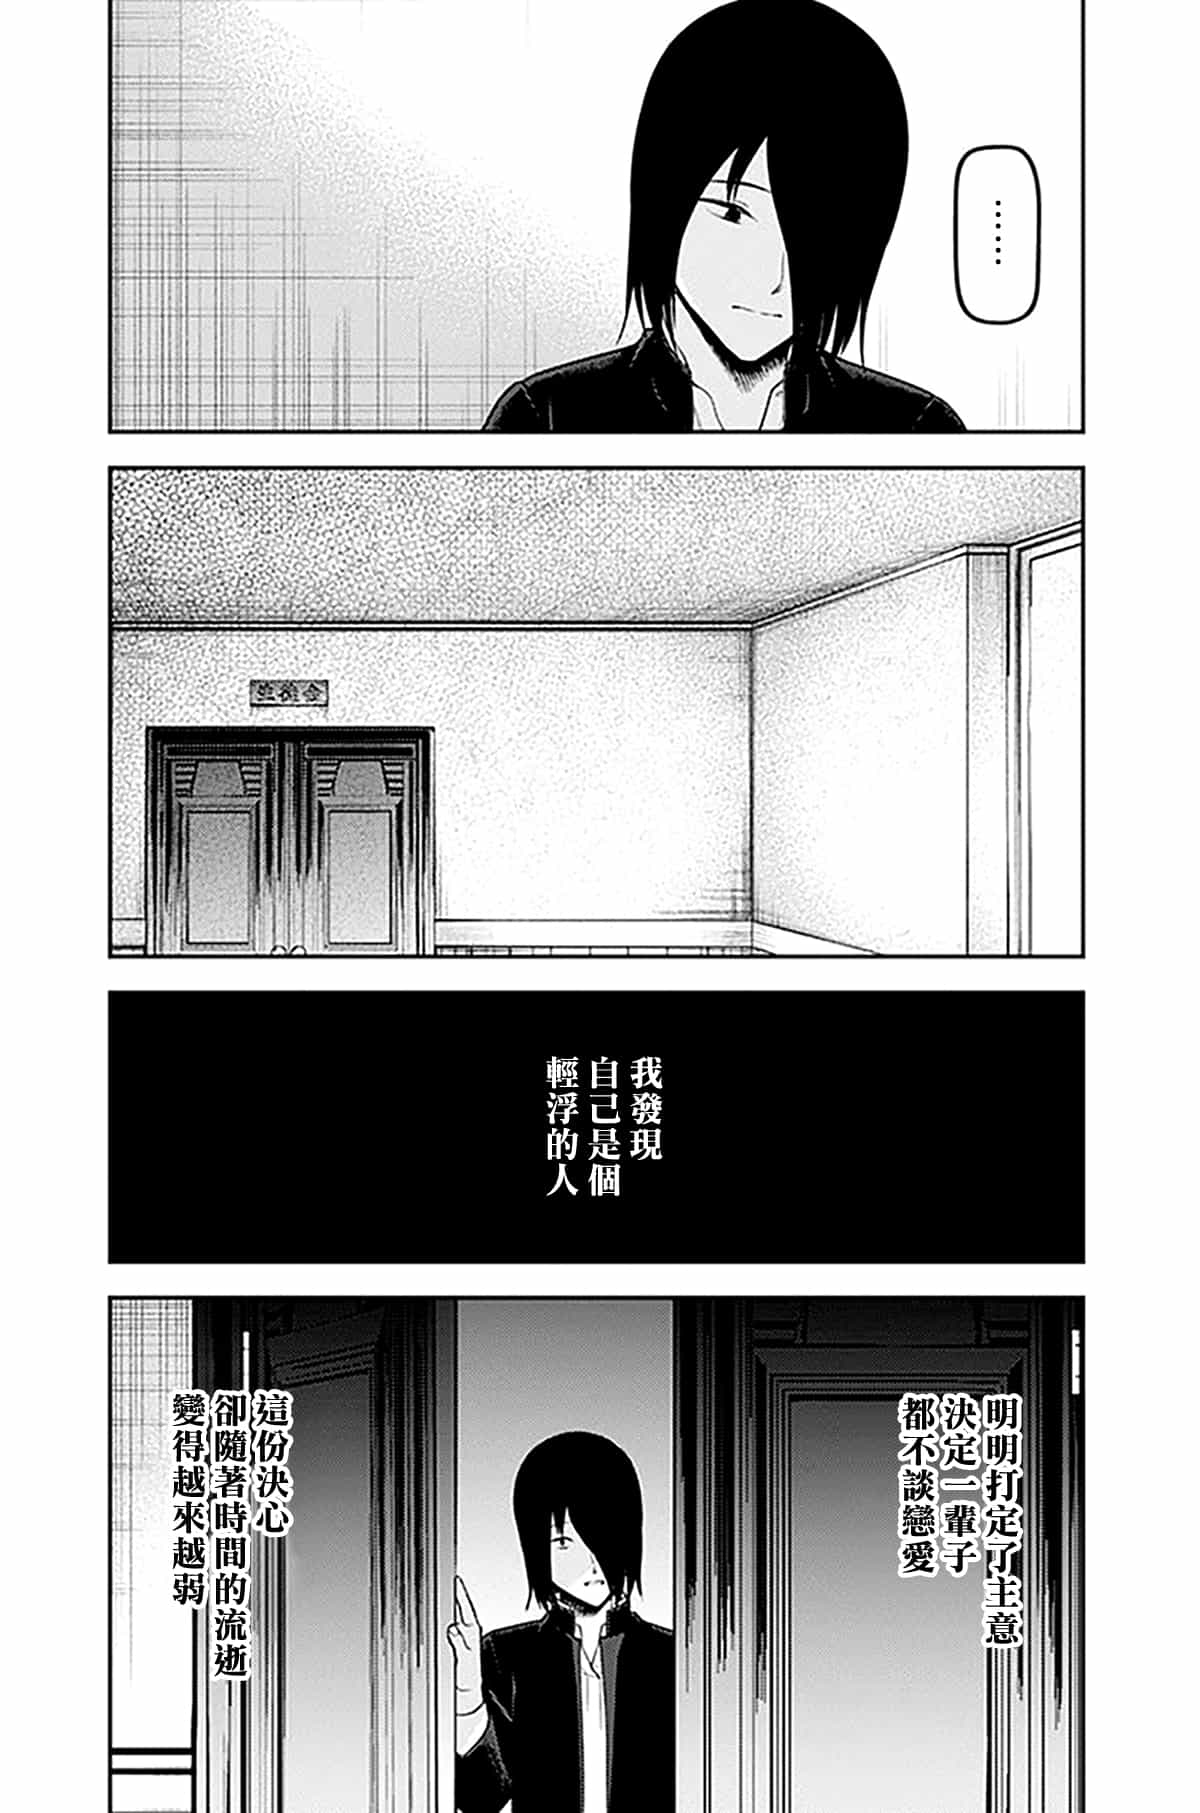 ……
生徒会
我發現
自己是個
輕浮的人
明明打定了主意
決定一輩子
都不談戀愛
這份決心
卻隨著時間的流逝
變得越來越弱